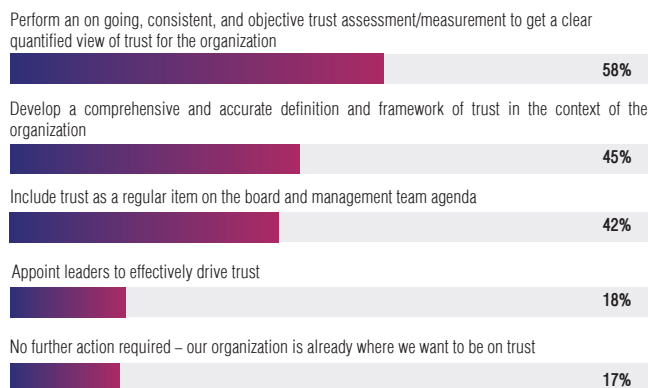 Perform an on going, consistent, and objective trust assessment/measurement to get a clear
quantified view of trust for the organization
58%
Develop a comprehensive and accurate definition and framework of trust in the context of the
organization
45%
Include trust as a regular item on the board and management team agenda
42%
Appoint leaders to effectively drive trust
18%
No further action required – our organization is already where we want to be on trust
17%